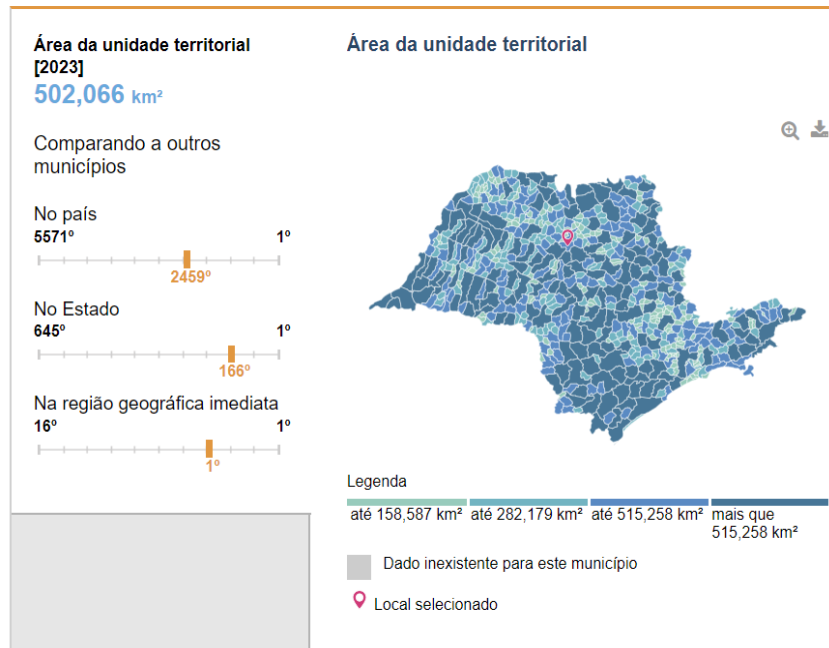 Área da unidade territorial
[2023]
502,066 km²
Comparando a outros
municípios
No país
5571º 1º
2459º
No Estado
645º 1º
166º
Na região geográfica imediata
16º 1º
1º
Área da unidade territorial
Legenda
até 158,587 km² até 282,179 km² até 515,258 km² mais que
515,258 km²
Dado inexistente para este município
Local selecionado